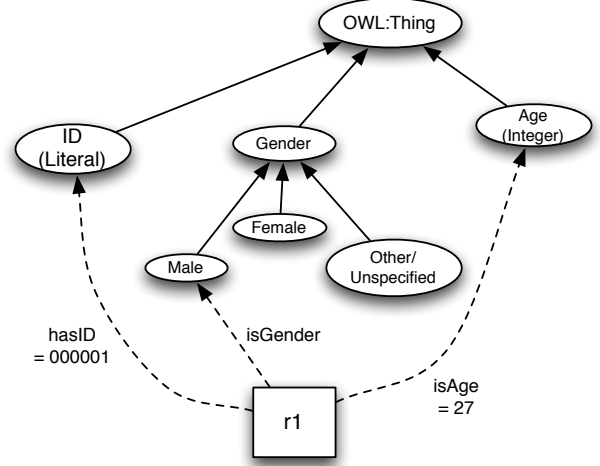 OWL:Thing
ID
(Literal)
Gender
Age
(Integer)
Female
Male
Other/
Unspecified
hasID
= 000001
isGender
isAge
= 27
r1